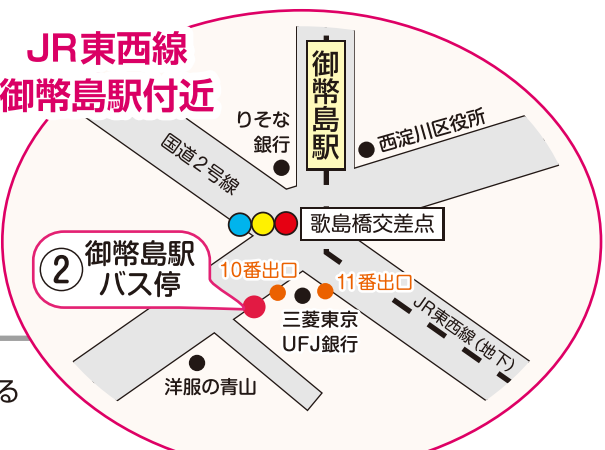 JR東西線
御幣島駅付近
御幣島駅
りそな
銀行
西淀川区役所
国道2号線
歌島橋交差点
②
御幣島駅
バス停
10番出口
11番出口
三菱東京
UFJ銀行
JR東西線(地下)
洋服の青山
る